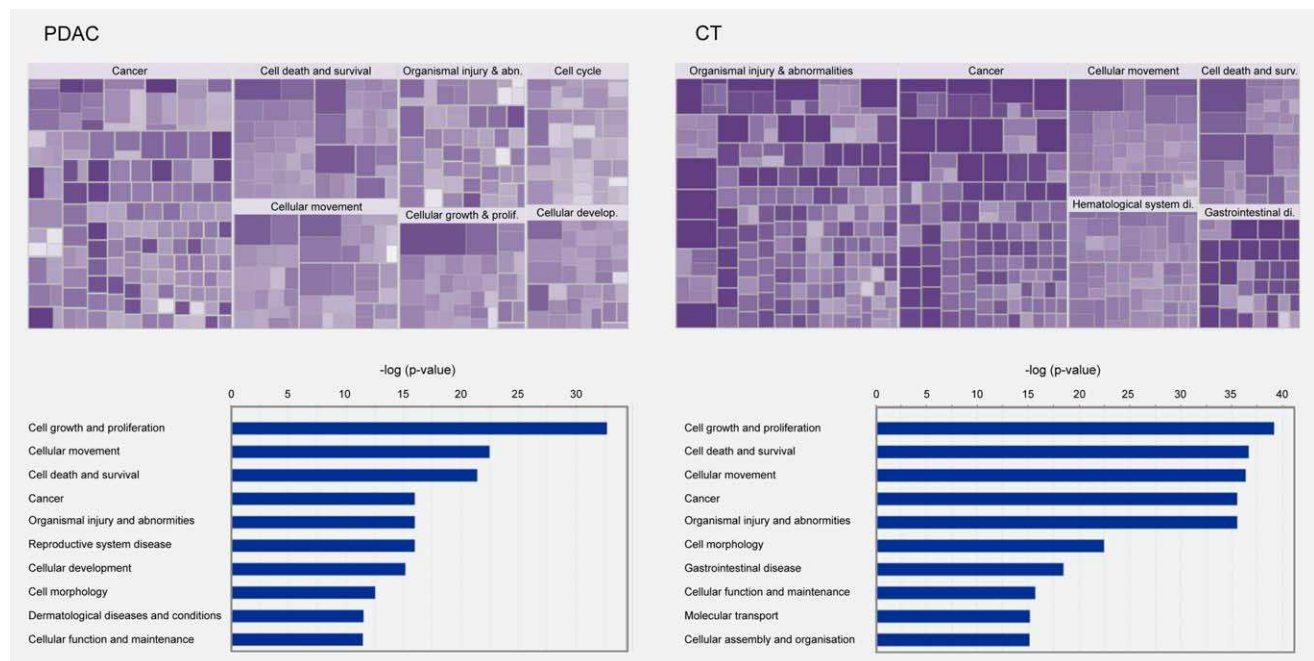 PDAC
CT
Cancer
Cell death and survival
Organismal injury & abn.
Cell cycle
Cellular movement
Cellular growth & prolif.
Cellular develop.
Organismal injury & abnormalities
Cancer
Cellular movement
Cell death and surv.
Hematological system di.
Gastrointestinal di.
-log (p-value)
0 5 10 15 20 25 30
Cell growth and proliferation
Cellular movement
Cell death and survival
Cancer
Organismal injury and abnormities
Reproductive system disease
Cellular development
Cell morphology
Dermatological diseases and conditions
Cellular function and maintenance
-log (p-value)
0 5 10 15 20 25 30 35 40
Cell growth and proliferation
Cell death and survival
Cellular movement
Cancer
Organismal injury and abnormities
Cell morphology
Gastrointestinal disease
Cellular function and maintenance
Molecular transport
Cellular assembly and organisation